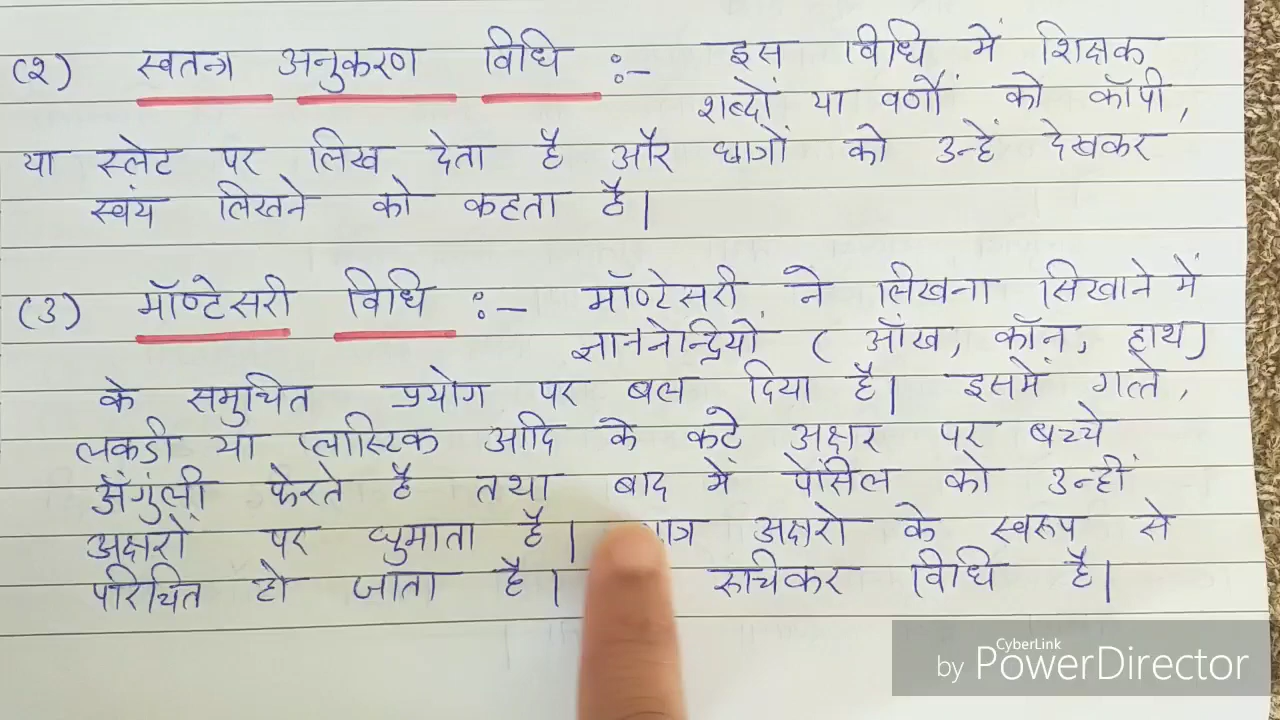 (२) स्वतन्त्र अनुकरण विधि :- इस विधि में शिक्षक
शब्दों या वर्णों को कॉपी,
या स्लेट पर लिख देता है और छात्रों को उन्हें देखकर
स्वंय लिखने को कहता है।
(३) मॉण्टेसरी विधि :- मॉण्टेसरी ने लिखना सिखाने में
ज्ञाननेन्द्रियों (आँख, कॉन, हाथ)
के समुचित प्रयोग पर बल दिया है। इसमें गत्ते,
लकडी या प्लास्टिक आदि के कटे अक्षर पर बच्चे
अँगुंली फेरते है तथा बाद में पेंसिल को उन्हीं
अक्षरों पर घुमाता है। अक्षरो के स्वरूप से
परिचित हो जाता है। रूचिकर विधि है।
CyberLink
by PowerDirector